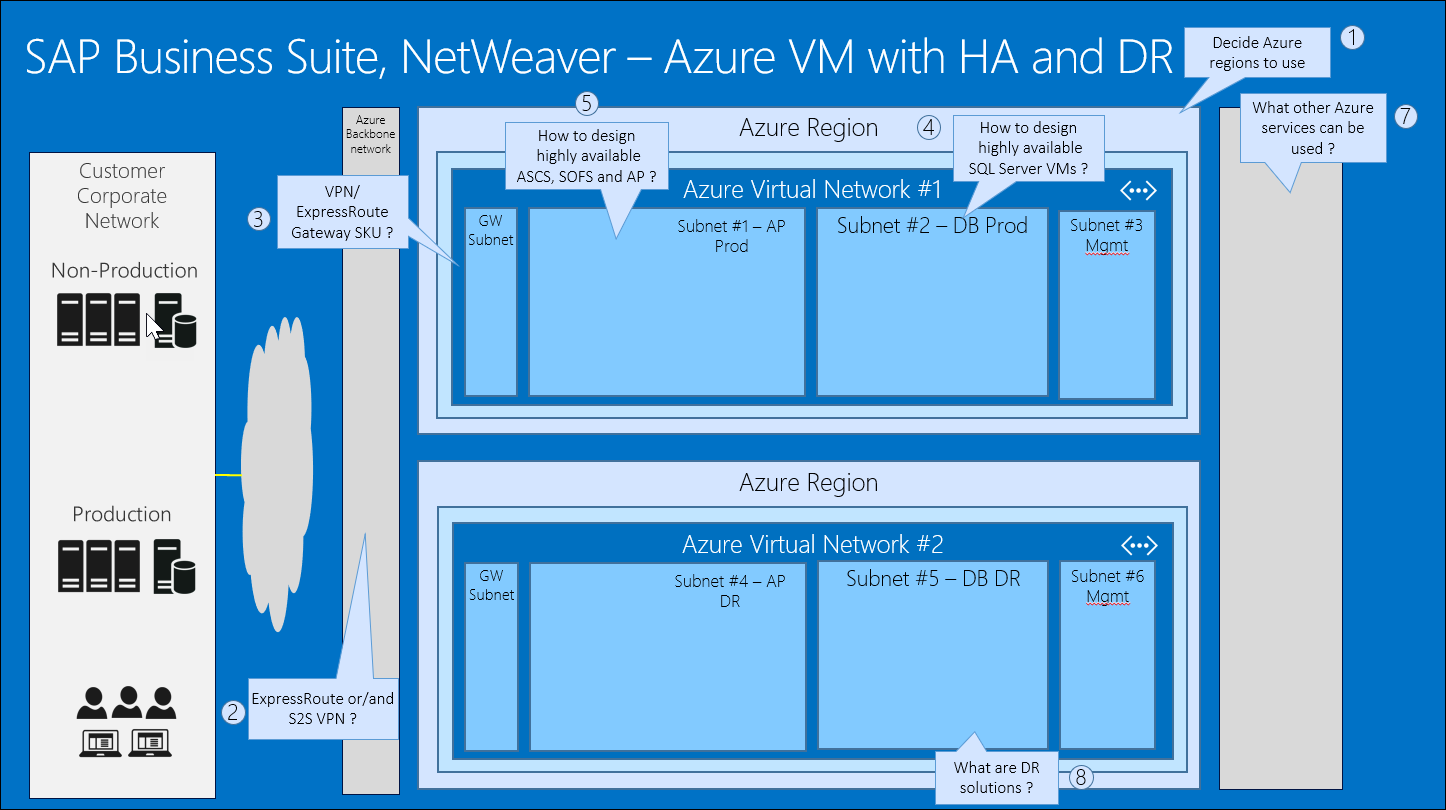 SAP Business Suite, NetWeaver – Azure VM with HA and DR
Decide Azure
regions to use
1
What other Azure
services can be
used ?
7
Azure
Backbone
network
5
How to design
highly available
ASCS, SOFS and AP ?
Azure Region
4
How to design
highly available
SQL Server VMs ?
Customer
Corporate
Network
3
VPN/
ExpressRoute
Gateway SKU ?
Azure Virtual Network #1
GW
Subnet
Subnet #1 – AP
Prod
Subnet #2 – DB Prod
Subnet #3
Mgmt
Non-Production
Production
Azure Region
Azure Virtual Network #2
GW
Subnet
Subnet #4 – AP
DR
Subnet #5 – DB DR
Subnet #6
Mgmt
2
ExpressRoute or/and
S2S VPN ?
What are DR
solutions ?
8